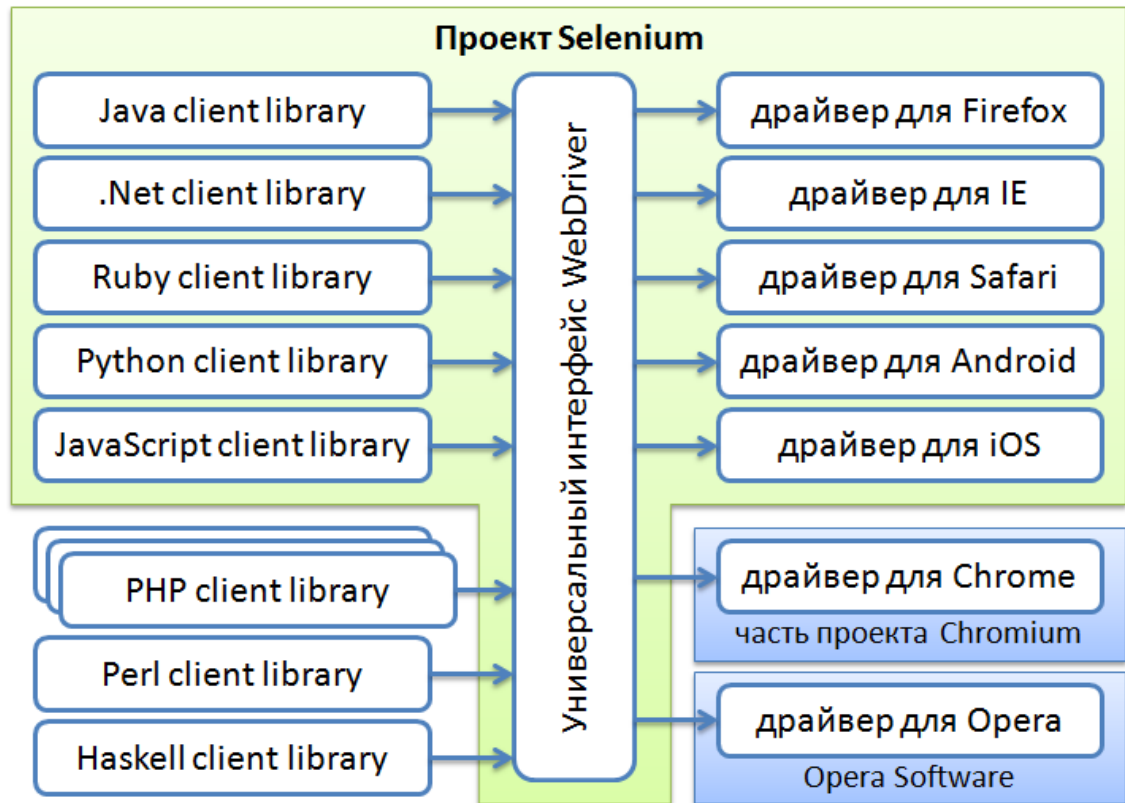 Проект Selenium
Java client library
.Net client library
Ruby client library
Python client library
JavaScript client library
PHP client library
Perl client library
Haskell client library
Универсальный интерфейс WebDriver
драйвер для Firefox
драйвер для IE
драйвер для Safari
драйвер для Android
драйвер для iOS
драйвер для Chrome
часть проекта Chromium
драйвер для Opera
Opera Software